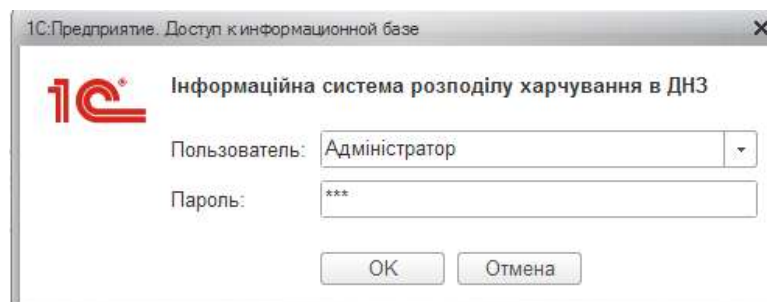 1С:Предприятие. Доступ к информационной базе
1С®
Інформаційна система розподілу харчування в ДНЗ
Пользователь: Адміністратор
Пароль: ***
OK Отмена